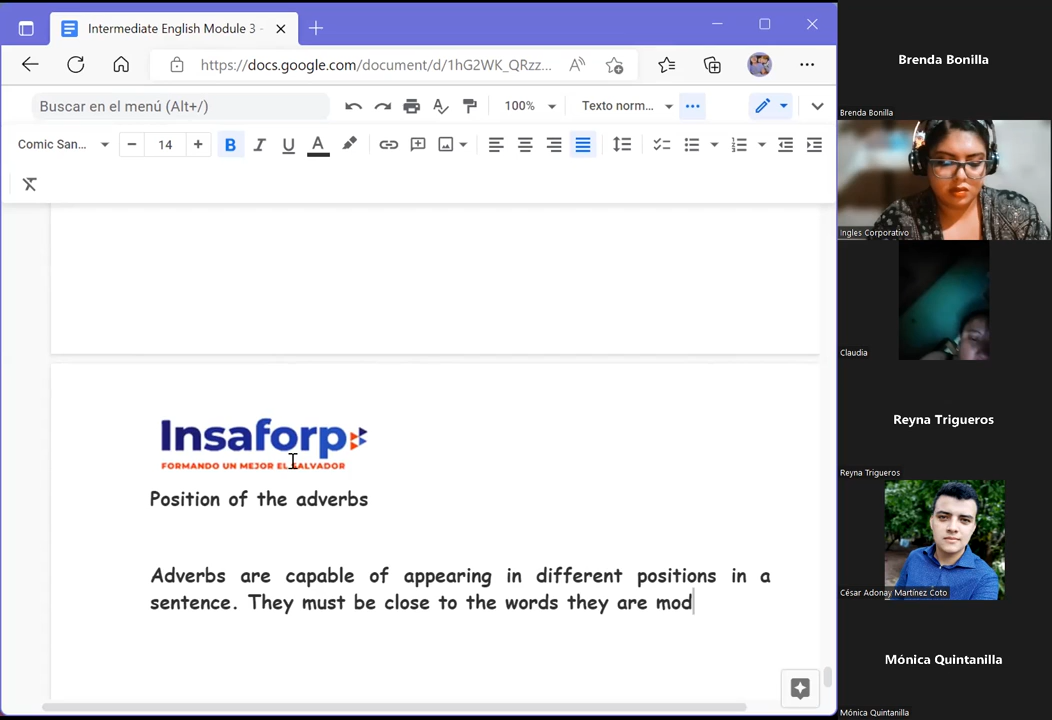 Intermediate English Module 3 -
https://docs.google.com/document/d/1hG2WK_QRzz...
Buscar en el menú (Alt+/)
100%
Texto norm...
Comic San...
14
B
I
U
A
Insaforp
FORMANDO UN MEJOR EL SALVADOR
Position of the adverbs
Adverbs are capable of appearing in different positions in a
sentence. They must be close to the words they are mod
Brenda Bonilla
Brenda Bonilla
Ingles Corporativo
Claudia
Reyna Trigueros
Reyna Trigueros
César Adonay Martínez Coto
Mónica Quintanilla
Mónica Quintanilla